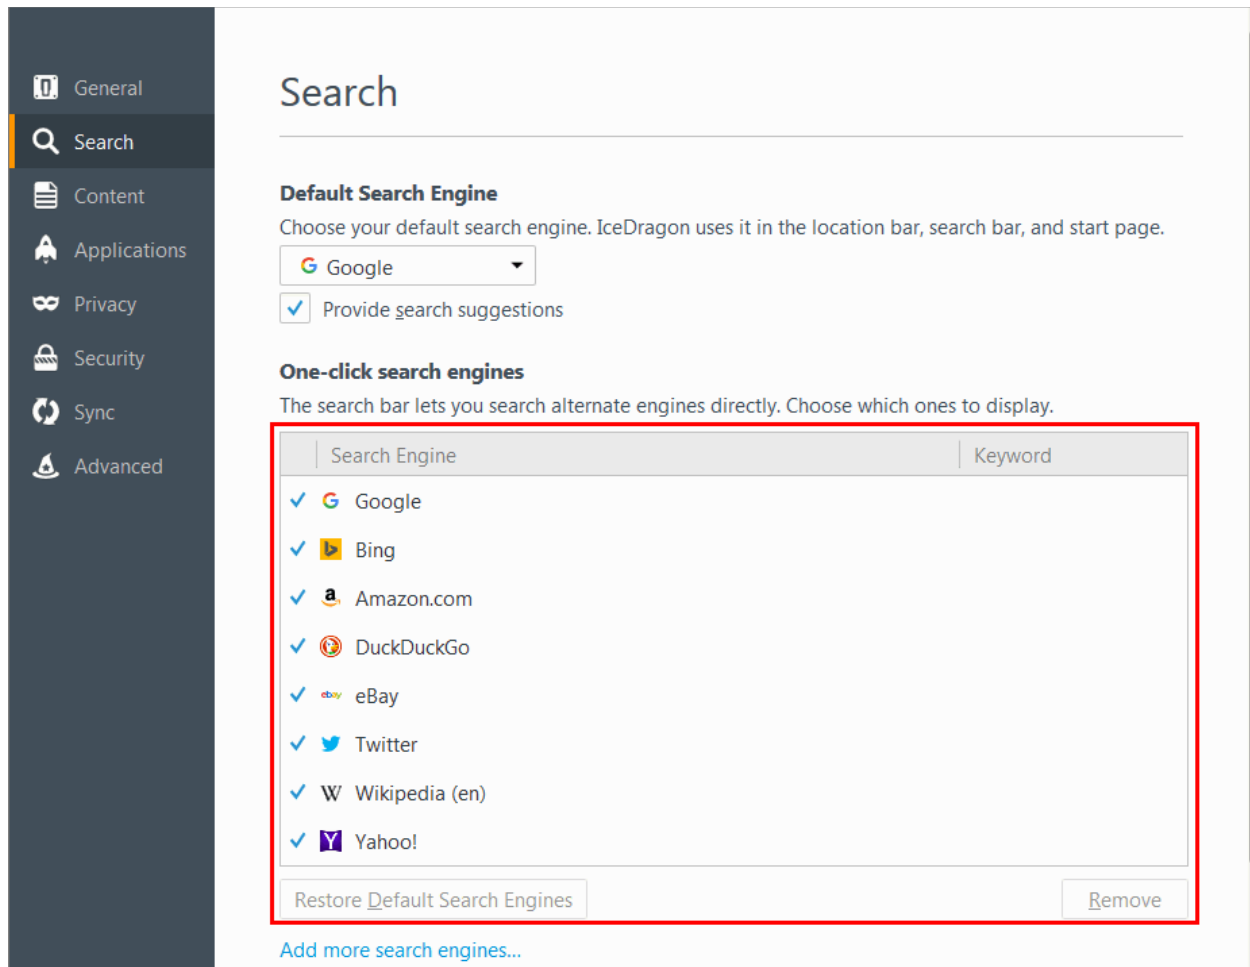 General
Search
Content
Applications
Privacy
Security
Sync
Advanced
Search
Default Search Engine
Choose your default search engine. IceDragon uses it in the location bar, search bar, and start page.
Google
Provide search suggestions
One-click search engines
The search bar lets you search alternate engines directly. Choose which ones to display.
Search Engine Keyword
Google
Bing
Amazon.com
DuckDuckGo
eBay
Twitter
Wikipedia (en)
Yahoo!
Restore Default Search Engines Remove
Add more search engines...